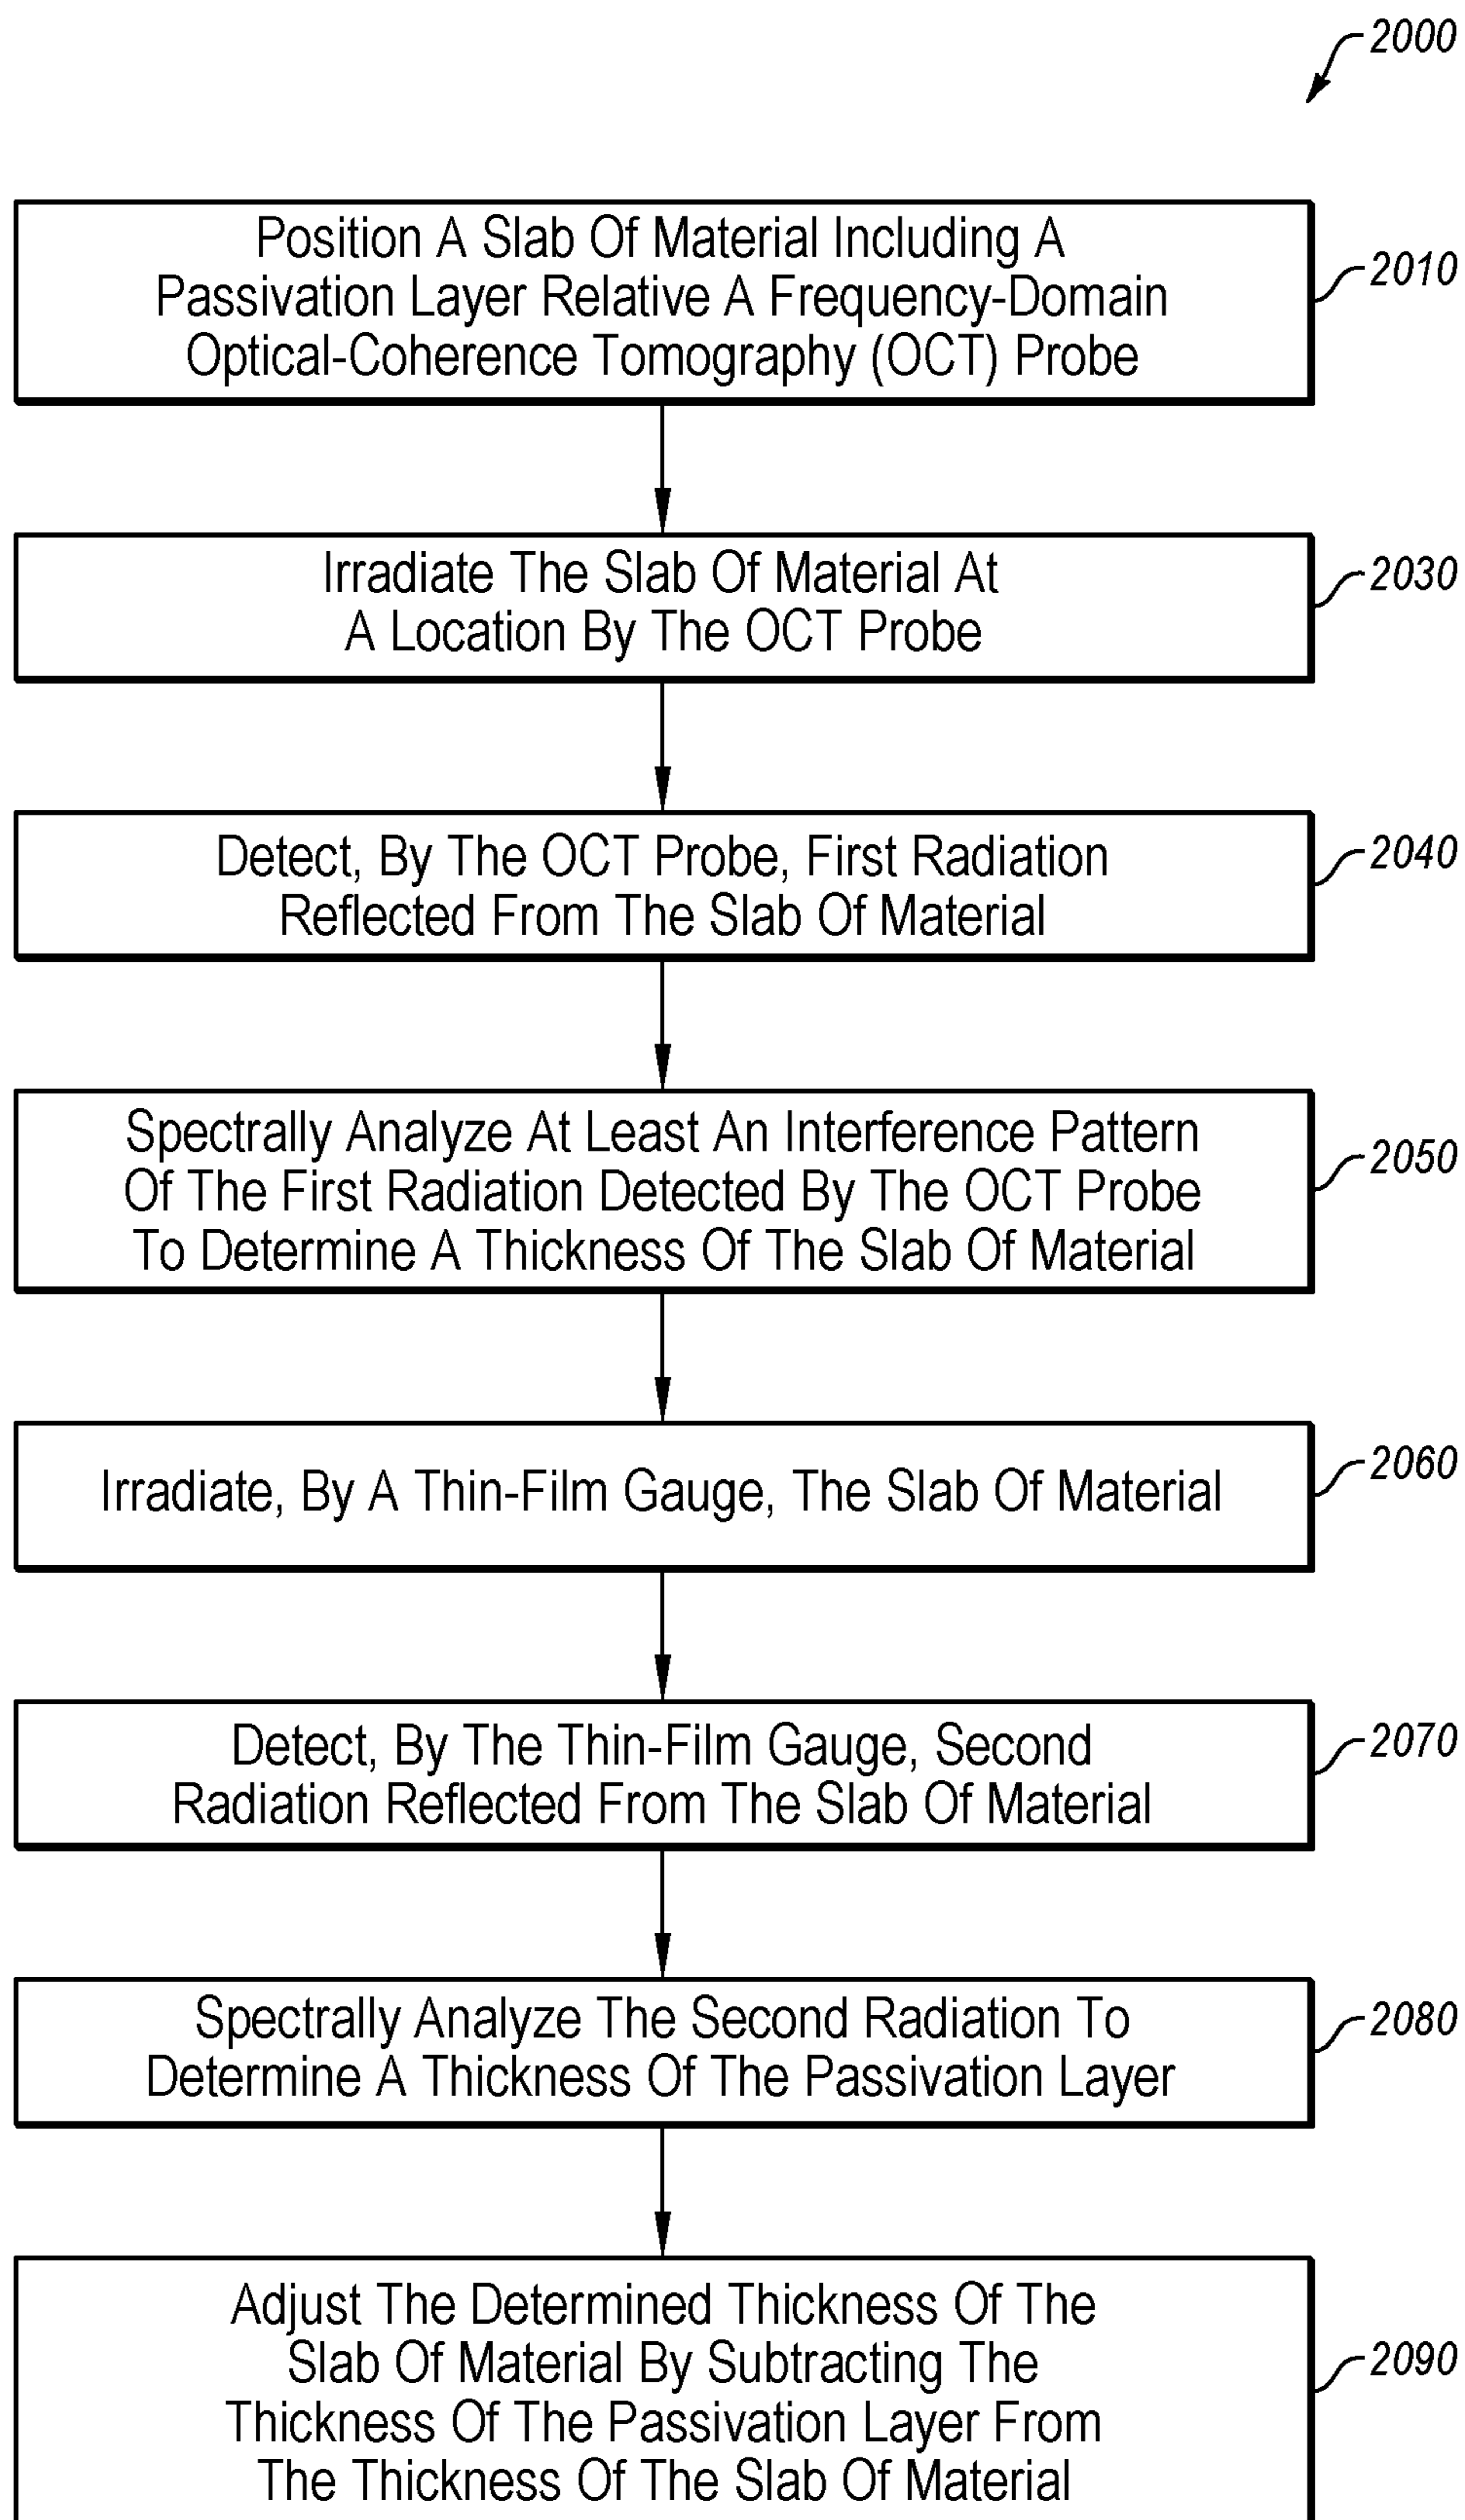 2000
Position A Slab Of Material Including A
Passivation Layer Relative A Frequency-Domain
Optical-Coherence Tomography (OCT) Probe
2010
Irradiate The Slab Of Material At
A Location By The OCT Probe
2030
Detect, By The OCT Probe, First Radiation
Reflected From The Slab Of Material
2040
Spectrally Analyze At Least An Interference Pattern
Of The First Radiation Detected By The OCT Probe
To Determine A Thickness Of The Slab Of Material
2050
Irradiate, By A Thin-Film Gauge, The Slab Of Material
2060
Detect, By The Thin-Film Gauge, Second
Radiation Reflected From The Slab Of Material
2070
Spectrally Analyze The Second Radiation To
Determine A Thickness Of The Passivation Layer
2080
Adjust The Determined Thickness Of The
Slab Of Material By Subtracting The
Thickness Of The Passivation Layer From
The Thickness Of The Slab Of Material
2090